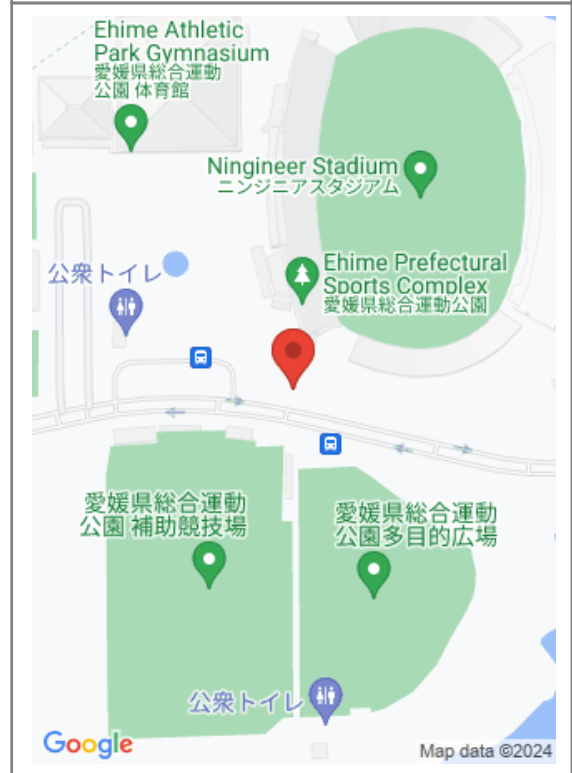 Ehime Athletic
Park Gymnasium
愛媛県総合運動
公園 体育館
Ningineer Stadium
ニンジニアスタジアム
Ehime Prefectural
Sports Complex
愛媛県総合運動公園
公衆トイレ
愛媛県総合運動
公園 補助競技場
愛媛県総合運動
公園多目的広場
公衆トイレ
Google
Map data ©2024